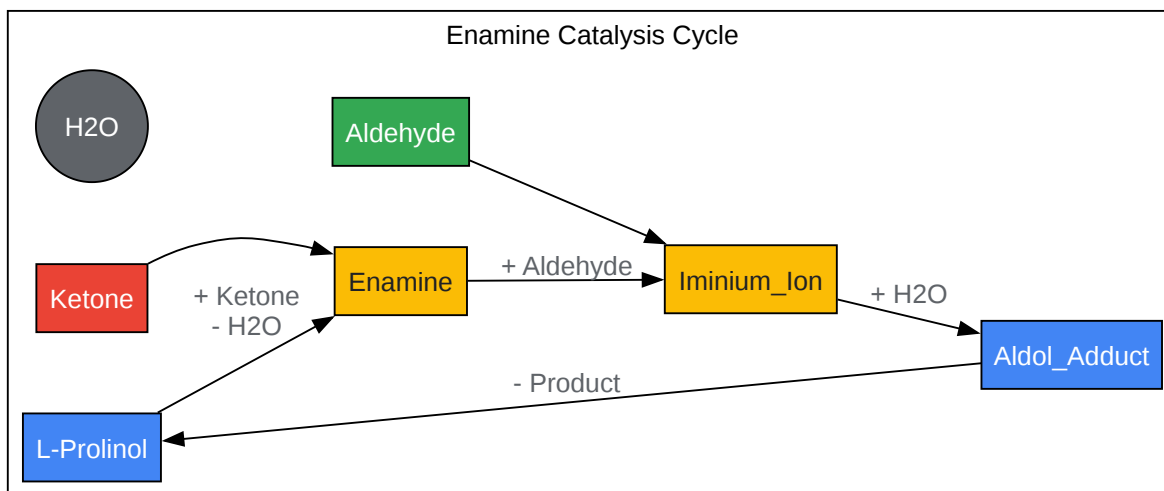 Enamine Catalysis Cycle
H2O
Aldehyde
Ketone
+ Ketone
- H2O
Enamine
+ Aldehyde
Iminium_Ion
+ H2O
Aldol_Adduct
- Product
L-Prolinol